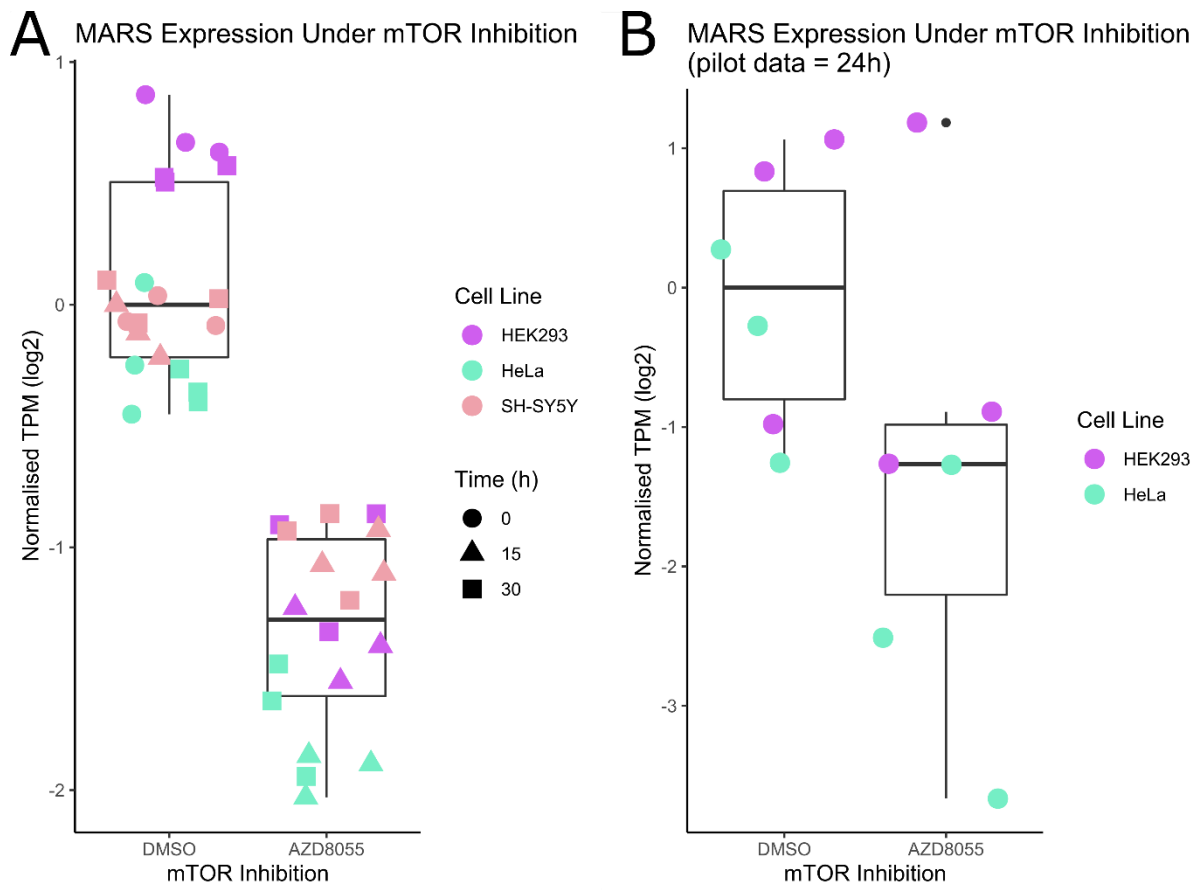 A
MARS Expression Under mTOR Inhibition
1
0
-1
-2
Normalised TPM (log2)
DMSO
AZD8055
mTOR Inhibition
Cell Line
HEK293
HeLa
SH-SY5Y
Time (h)
0
15
30
B
MARS Expression Under mTOR Inhibition
(pilot data = 24h)
1
0
-1
-2
-3
Normalised TPM (log2)
DMSO
AZD8055
mTOR Inhibition
Cell Line
HEK293
HeLa